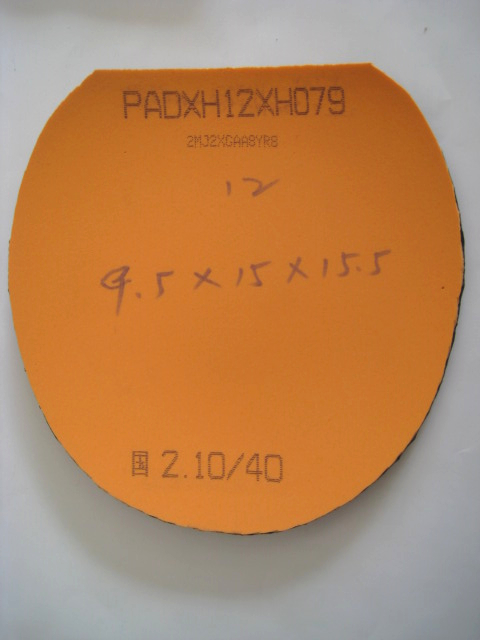 PADXH12XH079
2MJ2XGAA8YR8
12
9.5 × 15 × 15.5
国 2.10/40